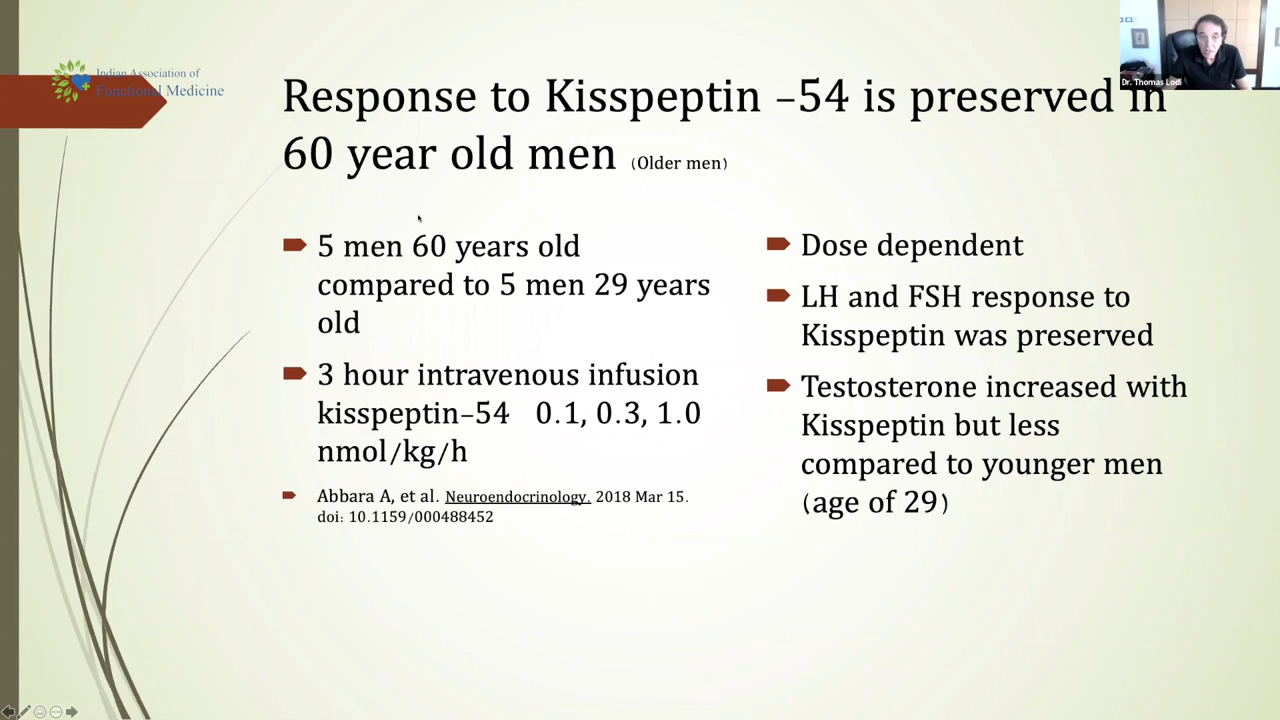 Indian Association of
Functional Medicine
Dr. Thomas Lodi
Response to Kisspeptin –54 is preserved in
60 year old men (Older men)
5 men 60 years old
compared to 5 men 29 years
old
3 hour intravenous infusion
kisspeptin–54 0.1, 0.3, 1.0
nmol/kg/h
Abbara A, et al. Neuroendocrinology. 2018 Mar 15.
doi: 10.1159/000488452
Dose dependent
LH and FSH response to
Kisspeptin was preserved
Testosterone increased with
Kisspeptin but less
compared to younger men
(age of 29)